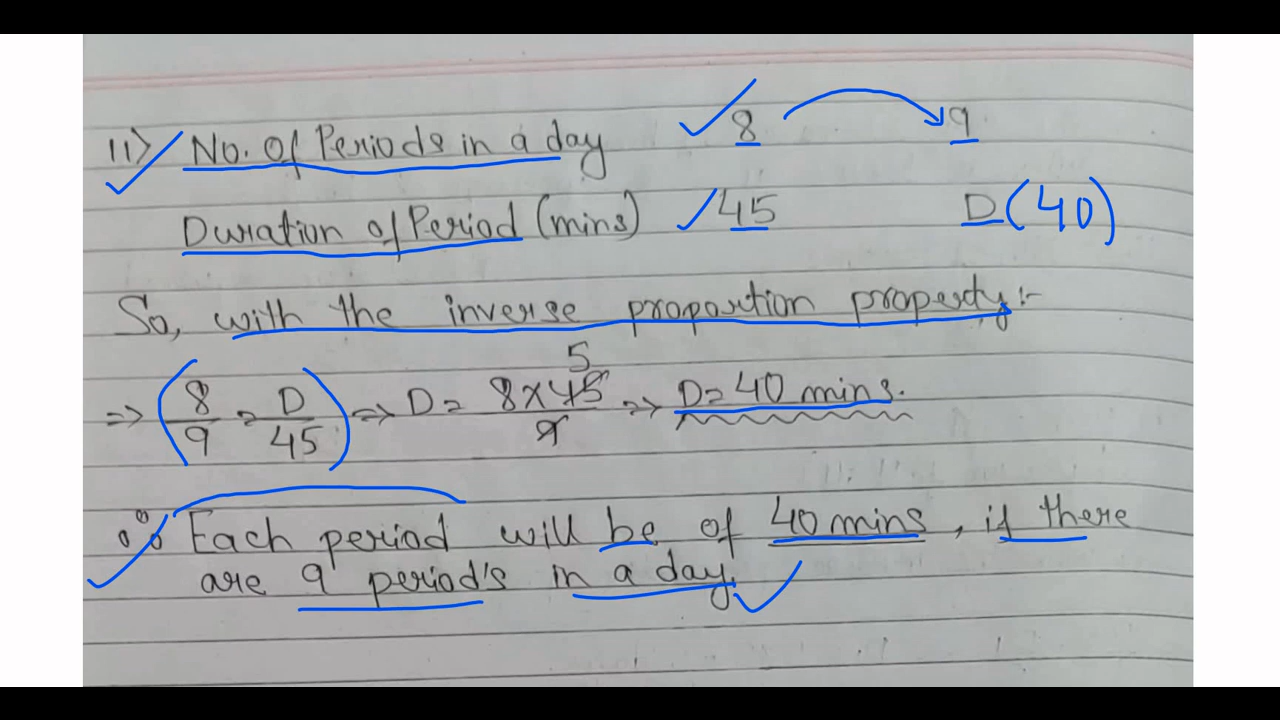 11) No. of Periods in a day 8 9
Duration of Period (mins) 45 D (40)
So, with the inverse proportion property:-
=> 8/9 = D/45 => D = 8x45/9 5 => D= 40 mins.
∴ Each period will be of 40 mins, if there
are 9 period's in a day.